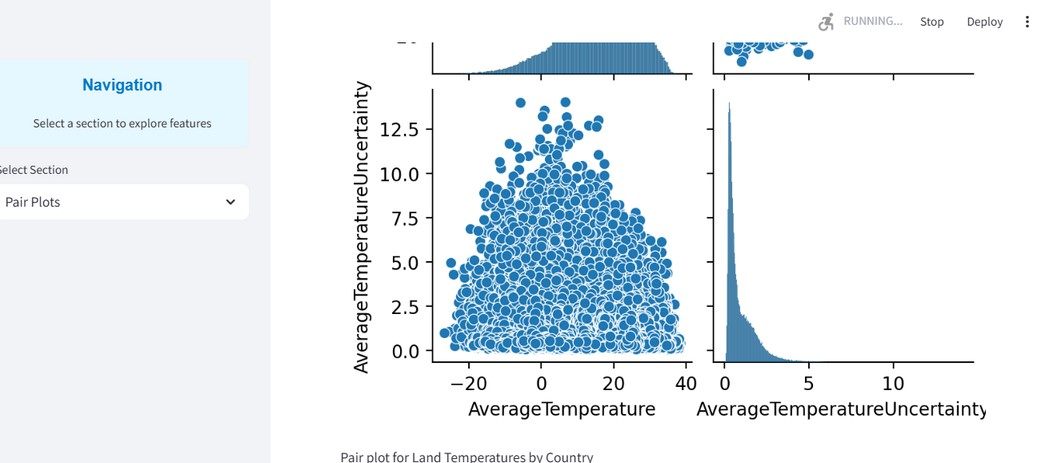 RUNNING...
Stop
Deploy
Navigation
Select a section to explore features
Select Section
Pair Plots
AverageTemperatureUncertainty
12.5
10.0
7.5
5.0
2.5
0.0
−20 0 20 40
0 5 10
AverageTemperature
AverageTemperatureUncertainty
Pair plot for Land Temperatures by Country